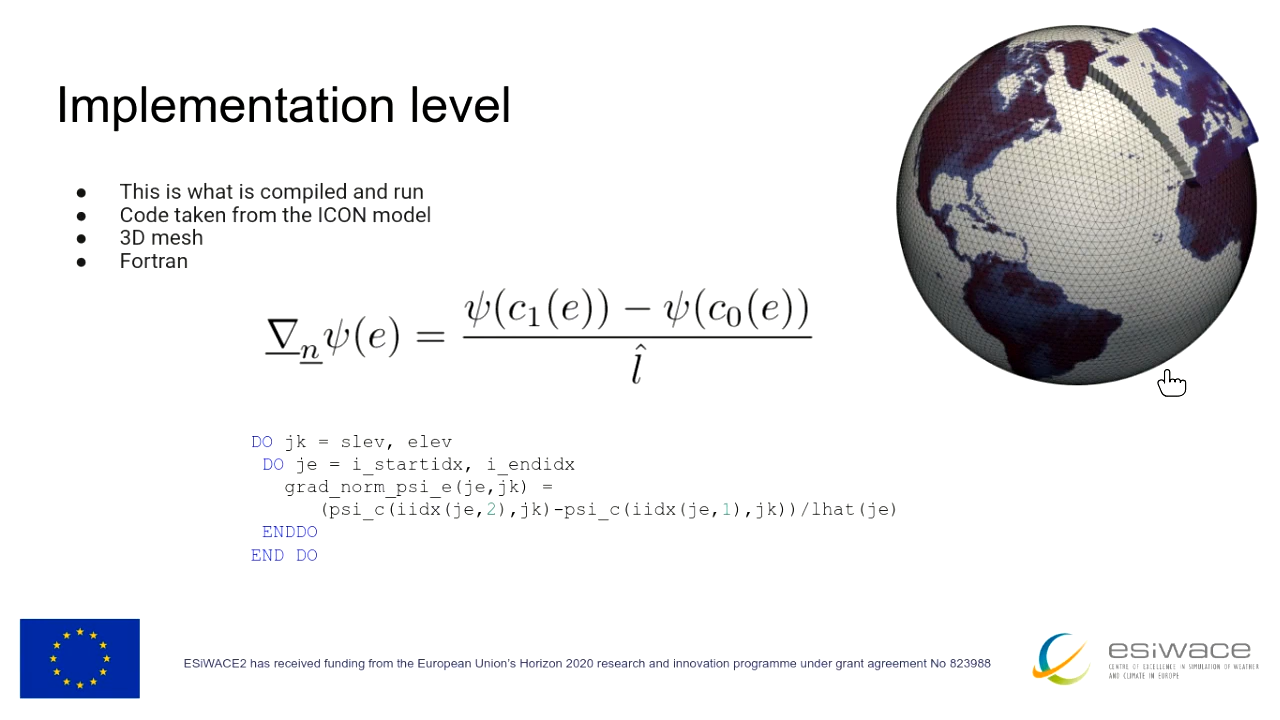 Implementation level
● This is what is compiled and run
● Code taken from the ICON model
● 3D mesh
● Fortran
∇_n ψ(e) = (ψ(c₁(e)) − ψ(c₀(e))) / l̂
DO jk = slev, elev
DO je = i_startidx, i_endidx
grad_norm_psi_e(je,jk) =
(psi_c(iidx(je,2),jk)-psi_c(iidx(je,1),jk))/lhat(je)
ENDDO
END DO
ESiWACE2 has received funding from the European Union's Horizon 2020 research and innovation programme under grant agreement No 823988
esiwace
CENTRE OF EXCELLENCE IN SIMULATION OF WEATHER
AND CLIMATE IN EUROPE